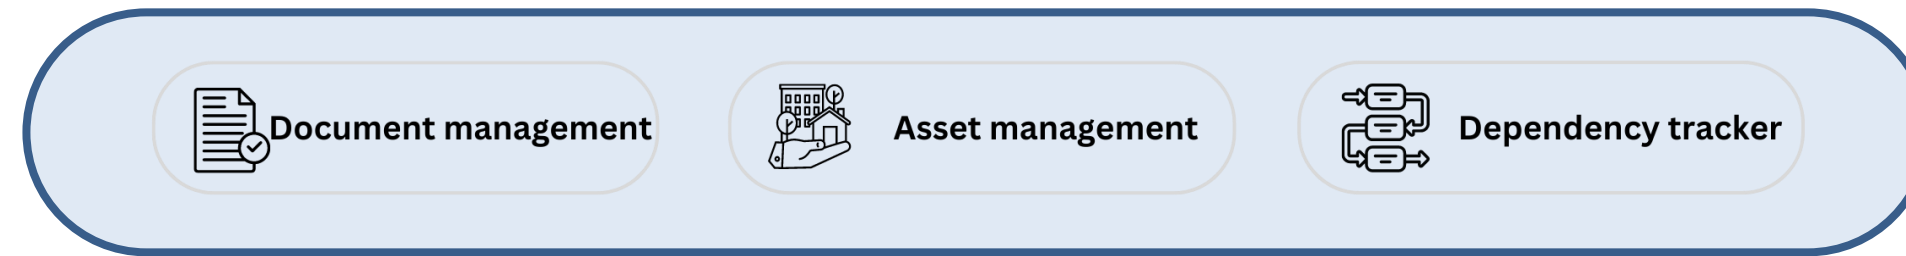 Document management
Asset management
Dependency tracker